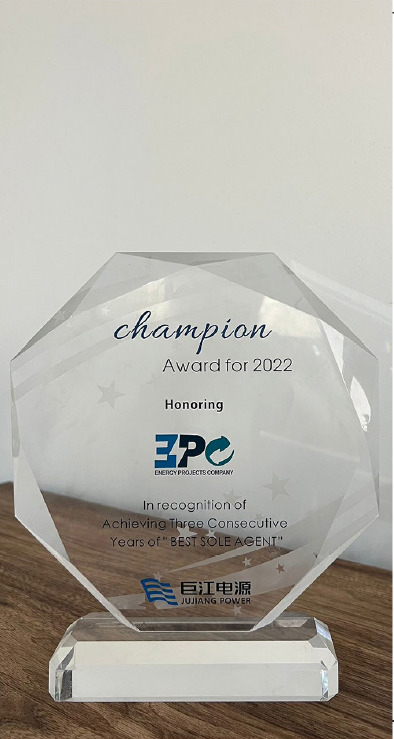 champion
Award for 2022
Honoring
EPC
ENERGY PROJECTS COMPANY
In recognition of
Achieving Three Consecutive
Years of " BEST SOLE AGENT"
巨江电源
JUJIANG POWER